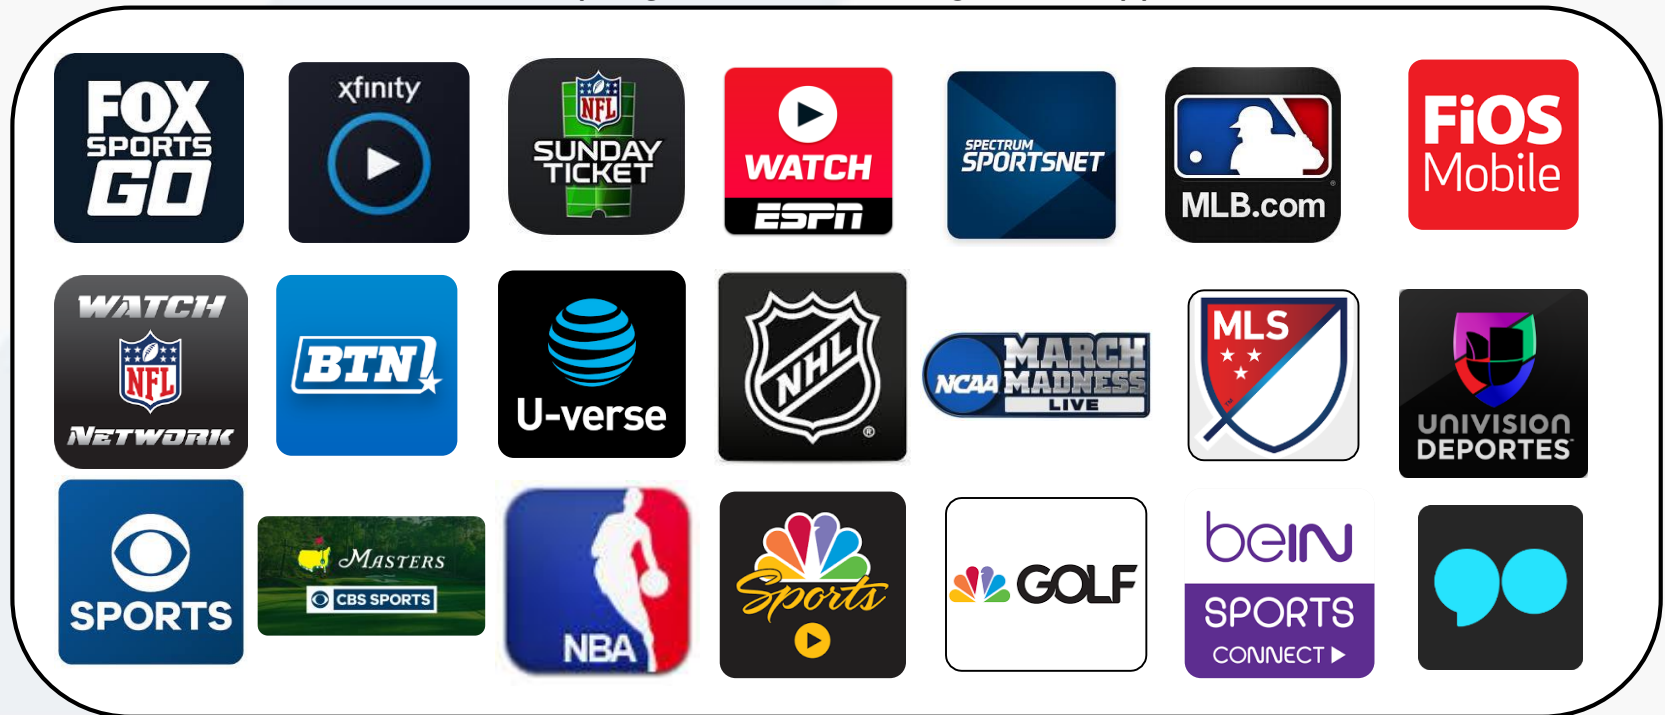 FOX
SPORTS
GO
xfinity
NFL
SUNDAY
TICKET
WATCH
ESPN
SPECTRUM
SPORTSNET
MLB.com
FiOS
Mobile
WATCH
NFL
NETWORK
BTN
U-verse
NHL
NCAA MARCH
MADNESS
LIVE
MLS
UNIVISION
DEPORTES
SPORTS
MASTERS
CBS SPORTS
NBA
Sports
GOLF
beIN
SPORTS
CONNECT